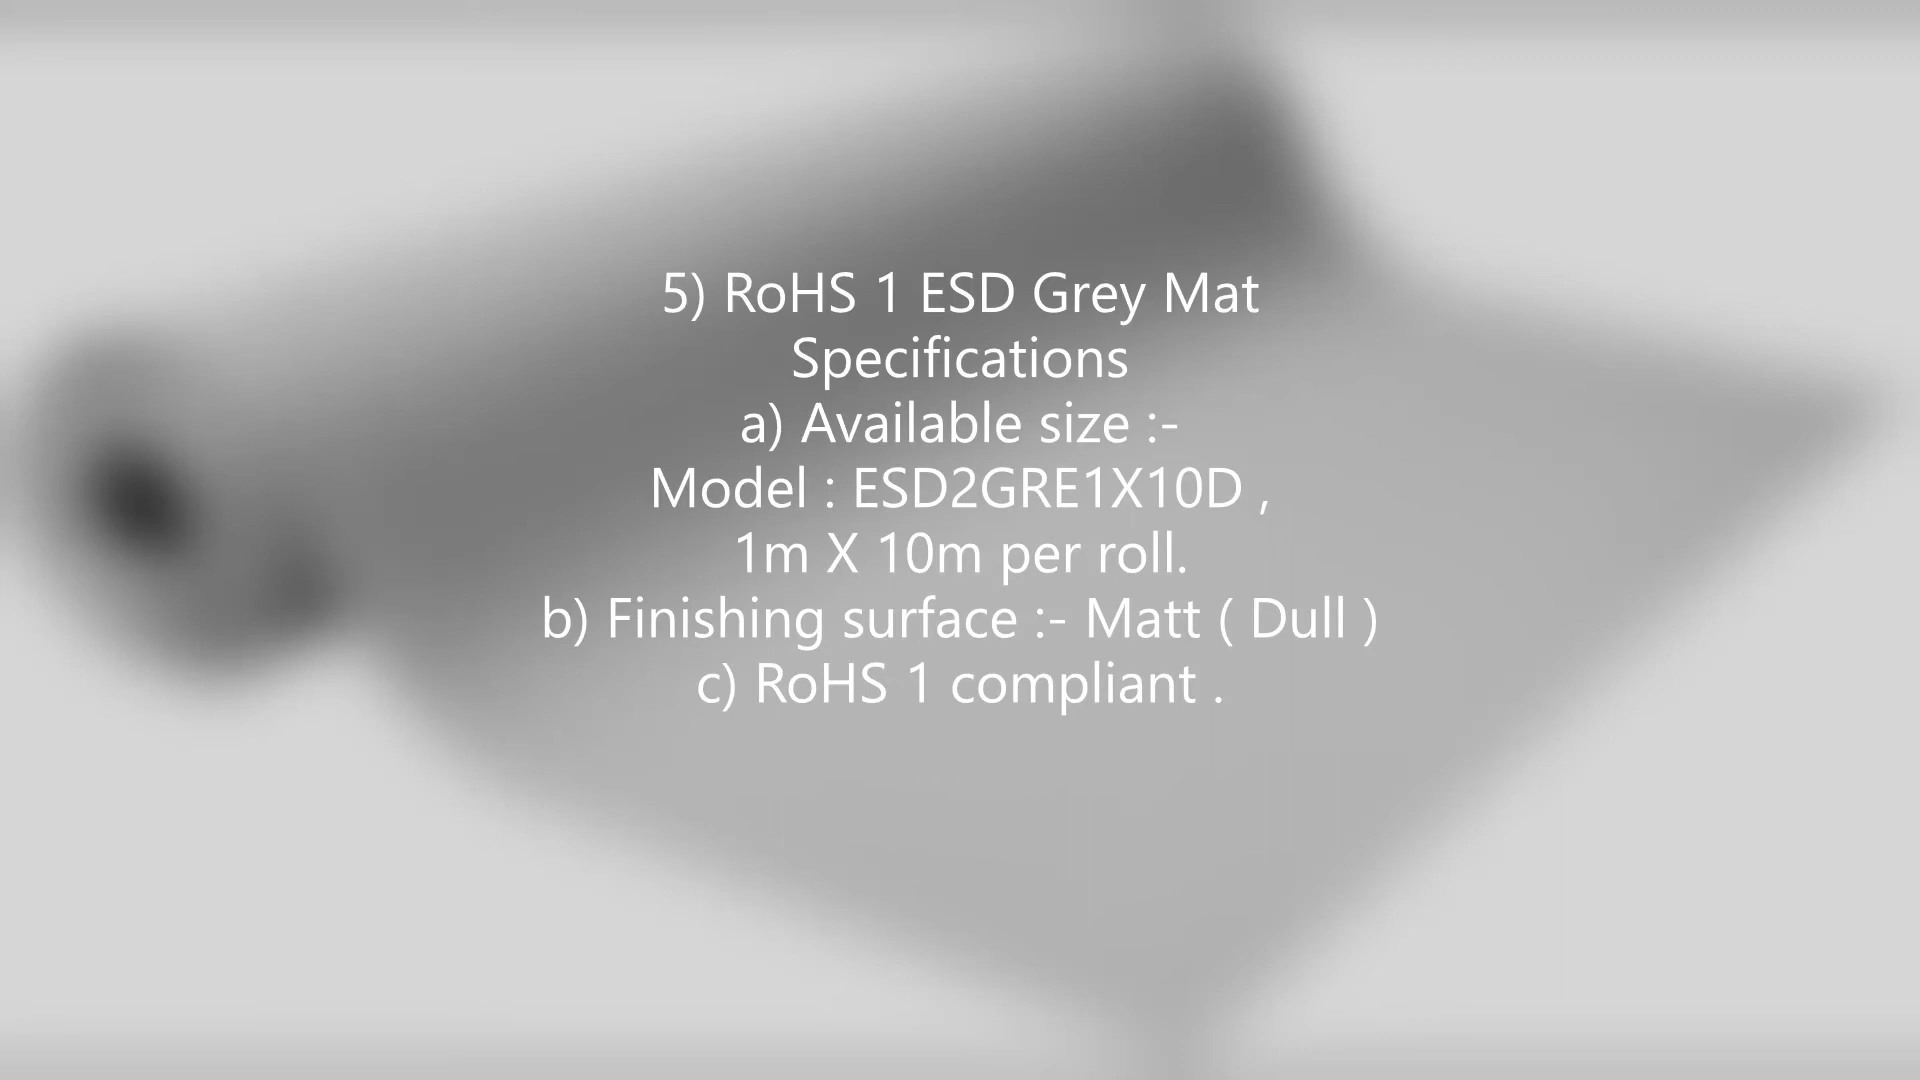 5) RoHS 1 ESD Grey Mat
Specifications
a) Available size :-
Model : ESD2GRE1X10D ,
1m X 10m per roll.
b) Finishing surface :- Matt ( Dull )
c) RoHS 1 compliant .